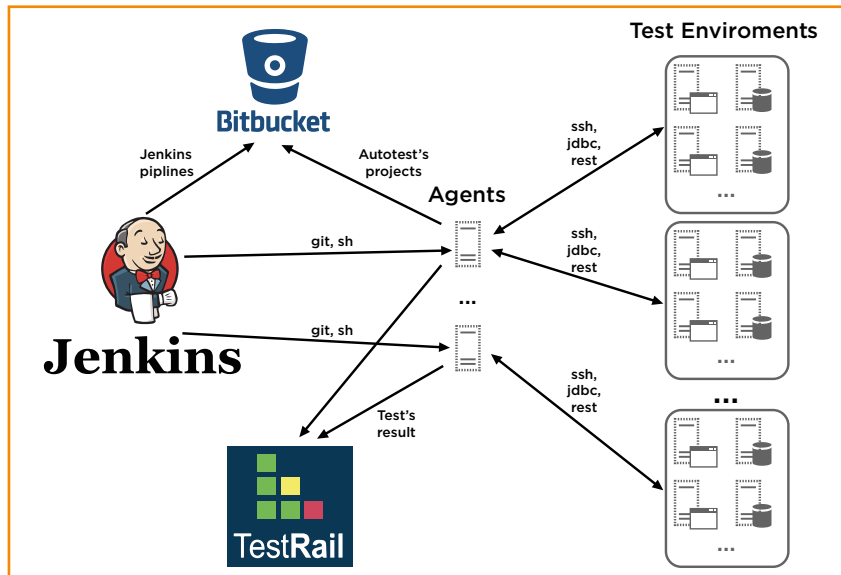 Test Enviroments
Bitbucket
Jenkins
piplines
Autotest's
projects
Agents
ssh,
jdbc,
rest
...
git, sh
ssh,
jdbc,
rest
...
...
git, sh
Jenkins
ssh,
jdbc,
rest
...
Test's
result
TestRail
...